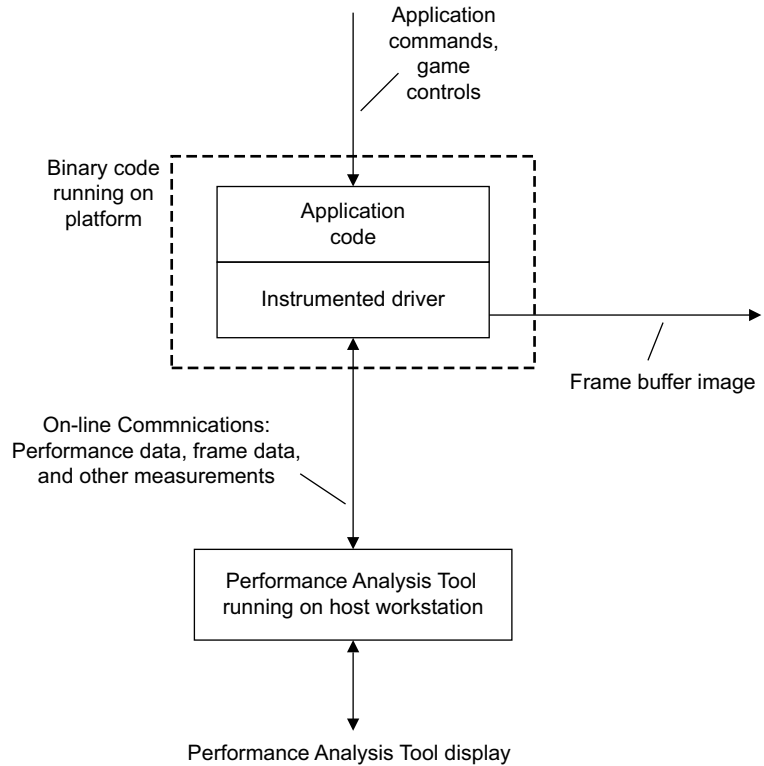 Application
commands,
game
controls
Binary code
running on
platform
Application
code
Instrumented driver
Frame buffer image
On-line Commnications:
Performance data, frame data,
and other measurements
Performance Analysis Tool
running on host workstation
Performance Analysis Tool display